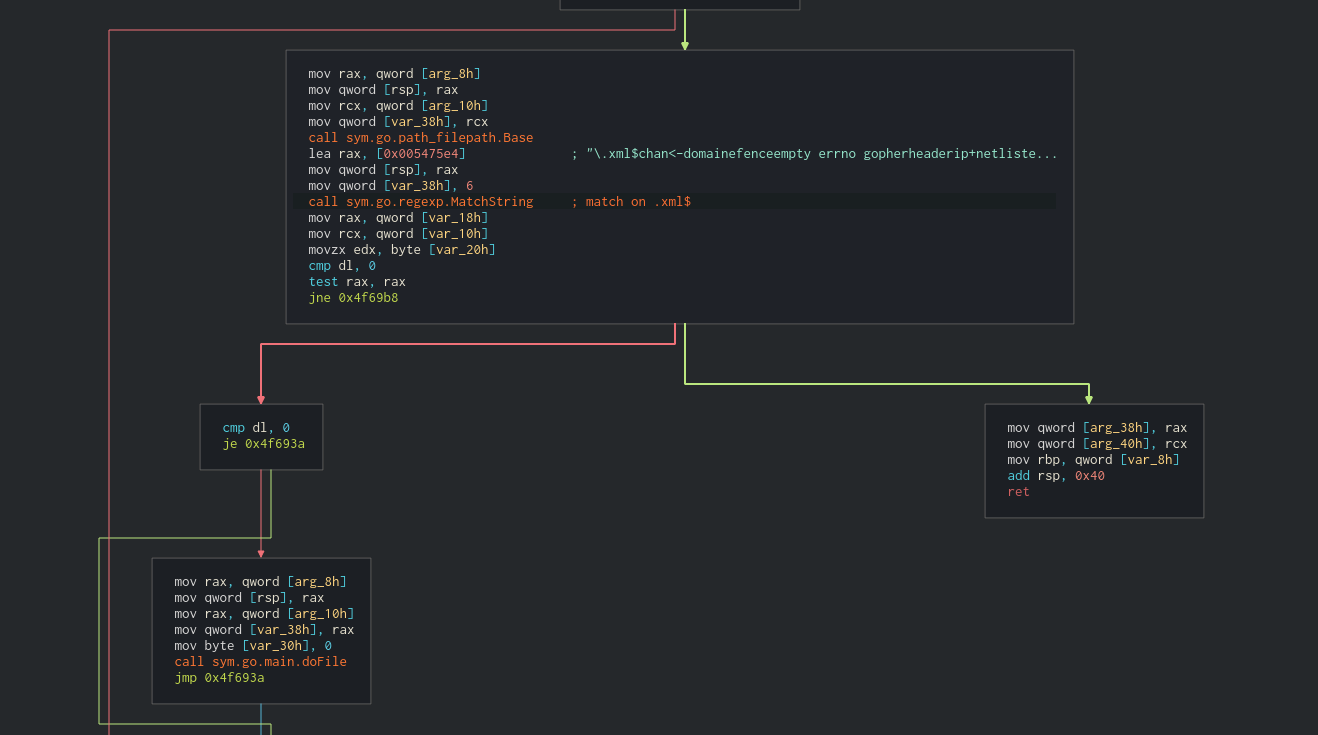 mov rax, qword [arg_8h]
mov qword [rsp], rax
mov rcx, qword [arg_10h]
mov qword [var_38h], rcx
call sym.go.path_filepath.Base
lea rax, [0x005475e4] ; "\.xml$chan<-domainefenceempty errno gopherheaderip+netliste...
mov qword [rsp], rax
mov qword [var_38h], 6
call sym.go.regexp.MatchString ; match on .xml$
mov rax, qword [var_18h]
mov rcx, qword [var_10h]
movzx edx, byte [var_20h]
cmp dl, 0
test rax, rax
jne 0x4f69b8
cmp dl, 0
je 0x4f693a
mov qword [arg_38h], rax
mov qword [arg_40h], rcx
mov rbp, qword [var_8h]
add rsp, 0x40
ret
mov rax, qword [arg_8h]
mov qword [rsp], rax
mov rax, qword [arg_10h]
mov qword [var_38h], rax
mov byte [var_30h], 0
call sym.go.main.doFile
jmp 0x4f693a